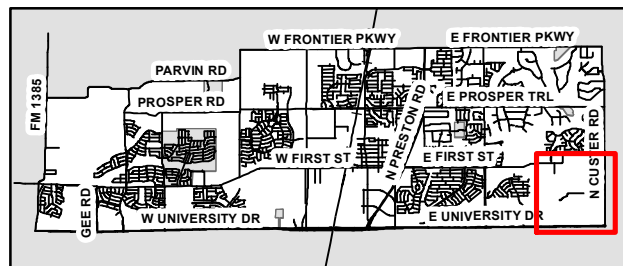 W FRONTIER PKWY
E FRONTIER PKWY
PARVIN RD
PROSPER RD
E PROSPER TRL
FM 1385
N PRESTON RD
N CUSTER RD
W FIRST ST
E FIRST ST
GEE RD
W UNIVERSITY DR
E UNIVERSITY DR